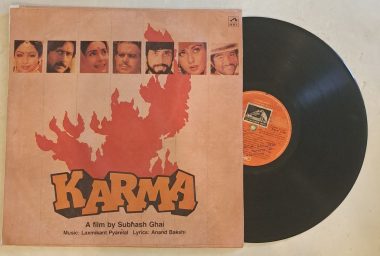 KARMA
A film by Subhash Ghai
Music: Laxmikant Pyarelal Lyrics: Anand Bakshi